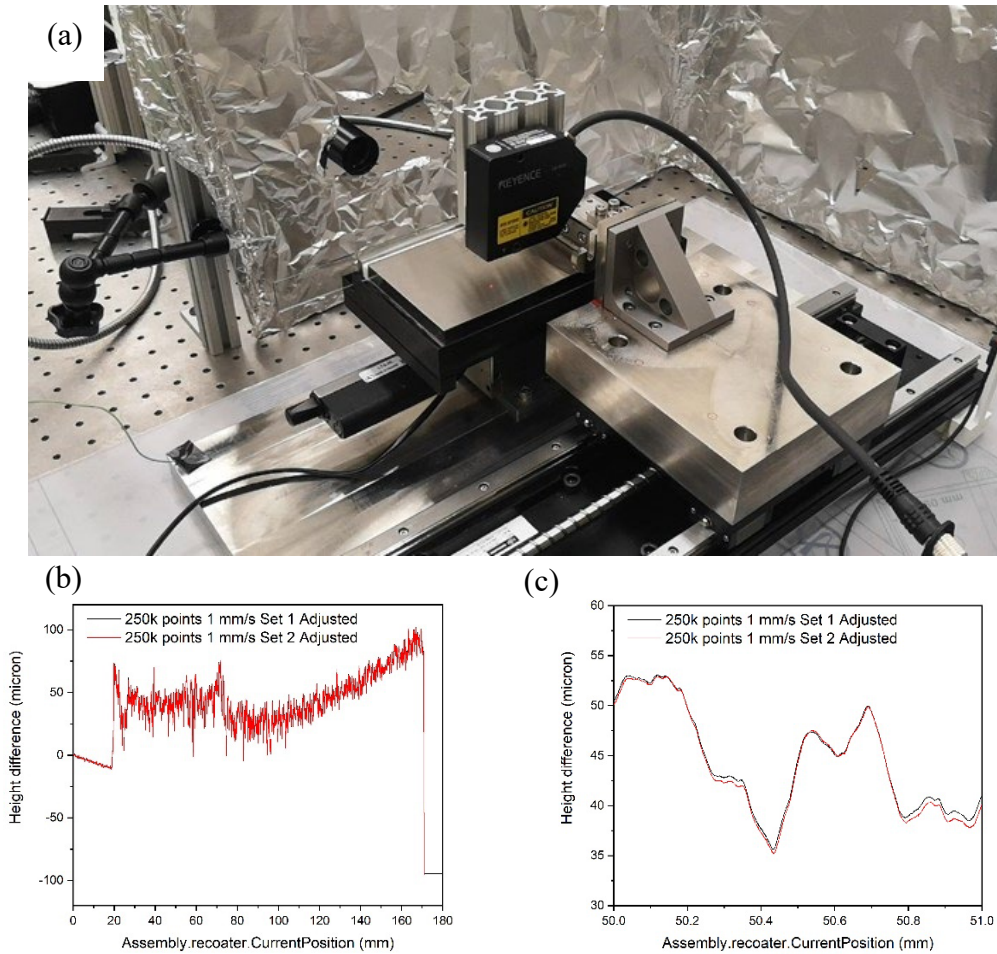 (a)
KEYENCE
CAUTION
(b)
250k points 1 mm/s Set 1 Adjusted
250k points 1 mm/s Set 2 Adjusted
Height difference (micron)
100
50
0
-50
-100
0 20 40 60 80 100 120 140 160 180
Assembly.recoater.CurrentPosition (mm)
(c)
250k points 1 mm/s Set 1 Adjusted
250k points 1 mm/s Set 2 Adjusted
Height difference (micron)
60
55
50
45
40
35
30
50.0 50.2 50.4 50.6 50.8 51.0
Assembly.recoater.CurrentPosition (mm)